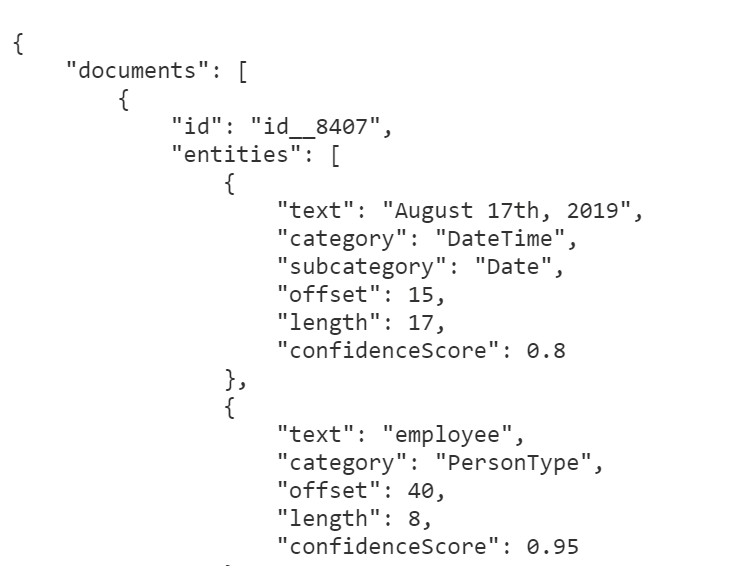 {
"documents": [
{
"id": "id__8407",
"entities": [
{
"text": "August 17th, 2019",
"category": "DateTime",
"subcategory": "Date",
"offset": 15,
"length": 17,
"confidenceScore": 0.8
},
{
"text": "employee",
"category": "PersonType",
"offset": 40,
"length": 8,
"confidenceScore": 0.95